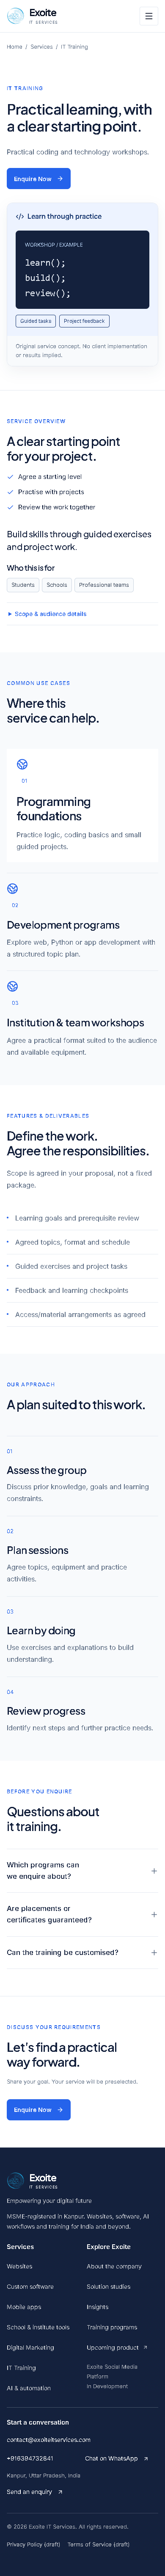 Exoite
IT SERVICES
Home / Services / IT Training
IT TRAINING
Practical learning, with
a clear starting point.
Practical coding and technology workshops.
Enquire Now →
</> Learn through practice
WORKSHOP / EXAMPLE
learn();
build();
review();
Guided tasks
Project feedback
Original service concept. No client implementation
or results implied.
SERVICE OVERVIEW
A clear starting point
for your project.
Agree a starting level
Practise with projects
Review the work together
Build skills through guided exercises
and project work.
Who this is for
Students
Schools
Professional teams
▶ Scope & audience details
COMMON USE CASES
Where this
service can help.
01
Programming
foundations
Practice logic, coding basics and small
guided projects.
02
Development programs
Explore web, Python or app development with
a structured topic plan.
03
Institution & team workshops
Agree a practical format suited to the audience
and available equipment.
FEATURES & DELIVERABLES
Define the work.
Agree the responsibilities.
Scope is agreed in your proposal, not a fixed
package.
• Learning goals and prerequisite review
• Agreed topics, format and schedule
• Guided exercises and project tasks
• Feedback and learning checkpoints
• Access/material arrangements as agreed
OUR APPROACH
A plan suited to this work.
01
Assess the group
Discuss prior knowledge, goals and learning
constraints.
02
Plan sessions
Agree topics, equipment and practice
activities.
03
Learn by doing
Use exercises and explanations to build
understanding.
04
Review progress
Identify next steps and further practice needs.
BEFORE YOU ENQUIRE
Questions about
it training.
Which programs can
we enquire about? +
Are placements or
certificates guaranteed? +
Can the training be customised? +
DISCUSS YOUR REQUIREMENTS
Let's find a practical
way forward.
Share your goal. Your service will be preselected.
Enquire Now →
Exoite
IT SERVICES
Empowering your digital future
MSME-registered in Kanpur. Websites, software, AI
workflows and training for India and beyond.
Services
Websites
Custom software
Mobile apps
School & institute tools
Digital Marketing
IT Training
AI & automation
Explore Exoite
About the company
Solution studies
Insights
Training programs
Upcoming product ↗
Exoite Social Media
Platform
In Development
Start a conversation
contact@exoiteitservices.com
+916394732841
Chat on WhatsApp ↗
Kanpur, Uttar Pradesh, India
Send an enquiry ↗
© 2026 Exoite IT Services. All rights reserved.
Privacy Policy (draft) Terms of Service (draft)